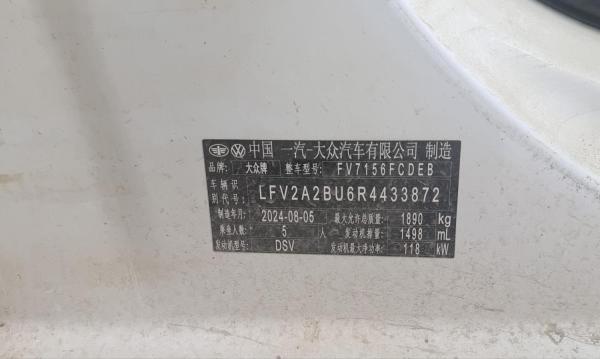 中国 一汽-大众汽车有限公司 制造
品牌: 大众牌 整车型号: FV7156FCDEB
车辆识别代号: LFV2A2BU6R4433872
制造年月: 2024-08-05 最大允许总质量: 1890 kg
乘坐人数: 5 人 发动机排量: 1498 mL
发动机型号: DSV 发动机最大净功率: 118 kW